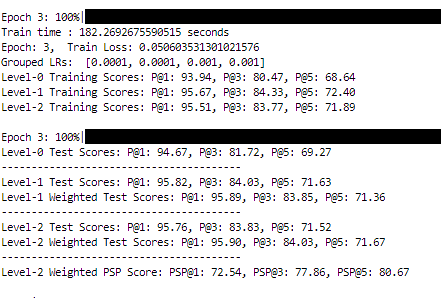 Epoch 3: 100%|
Train time : 182.2692675590515 seconds
Epoch: 3,  Train Loss: 0.050603531301021576
Grouped LRs:  [0.0001, 0.0001, 0.001, 0.001]
Level-0 Training Scores: P@1: 93.94, P@3: 80.47, P@5: 68.64
Level-1 Training Scores: P@1: 95.67, P@3: 84.33, P@5: 72.40
Level-2 Training Scores: P@1: 95.51, P@3: 83.77, P@5: 71.89
Epoch 3: 100%|
Level-0 Test Scores: P@1: 94.67, P@3: 81.72, P@5: 69.27
----------------------------------------
Level-1 Test Scores: P@1: 95.82, P@3: 84.03, P@5: 71.63
Level-1 Weighted Test Scores: P@1: 95.89, P@3: 83.85, P@5: 71.36
----------------------------------------
Level-2 Test Scores: P@1: 95.76, P@3: 83.83, P@5: 71.52
Level-2 Weighted Test Scores: P@1: 95.90, P@3: 84.03, P@5: 71.67
----------------------------------------
Level-2 Weighted PSP Score: PSP@1: 72.54, PSP@3: 77.86, PSP@5: 80.67